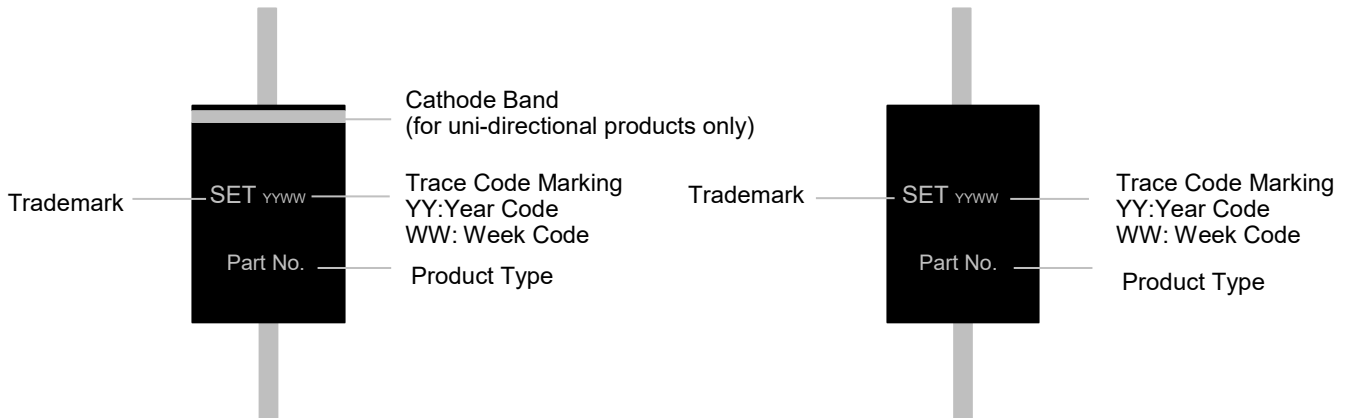 Cathode Band
(for uni-directional products only)
Trademark
SET YYWW
Trace Code Marking
YY:Year Code
WW: Week Code
Part No.
Product Type
Trademark
SET YYWW
Trace Code Marking
YY:Year Code
WW: Week Code
Part No.
Product Type